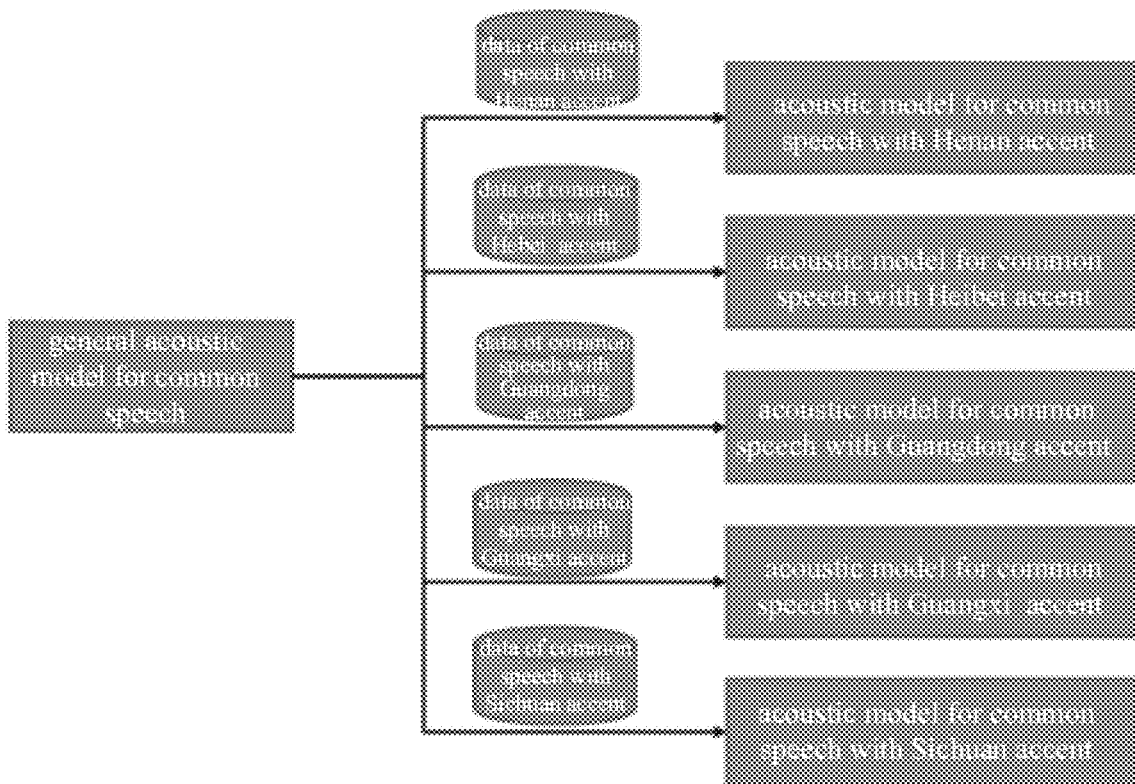 general acoustic
model for common
speech
data of common
speech with
Henan accent
acoustic model for common
speech with Henan accent
data of common
speech with
Hebei accent
acoustic model for common
speech with Heibei accent
data of common
speech with
Guangdong
accent
acoustic model for common
speech with Guangdong accent
data of common
speech with
Guangxi accent
acoustic model for common
speech with Guangxi accent
data of common
speech with
Sichuan accent
acoustic model for common
speech with Sichuan accent